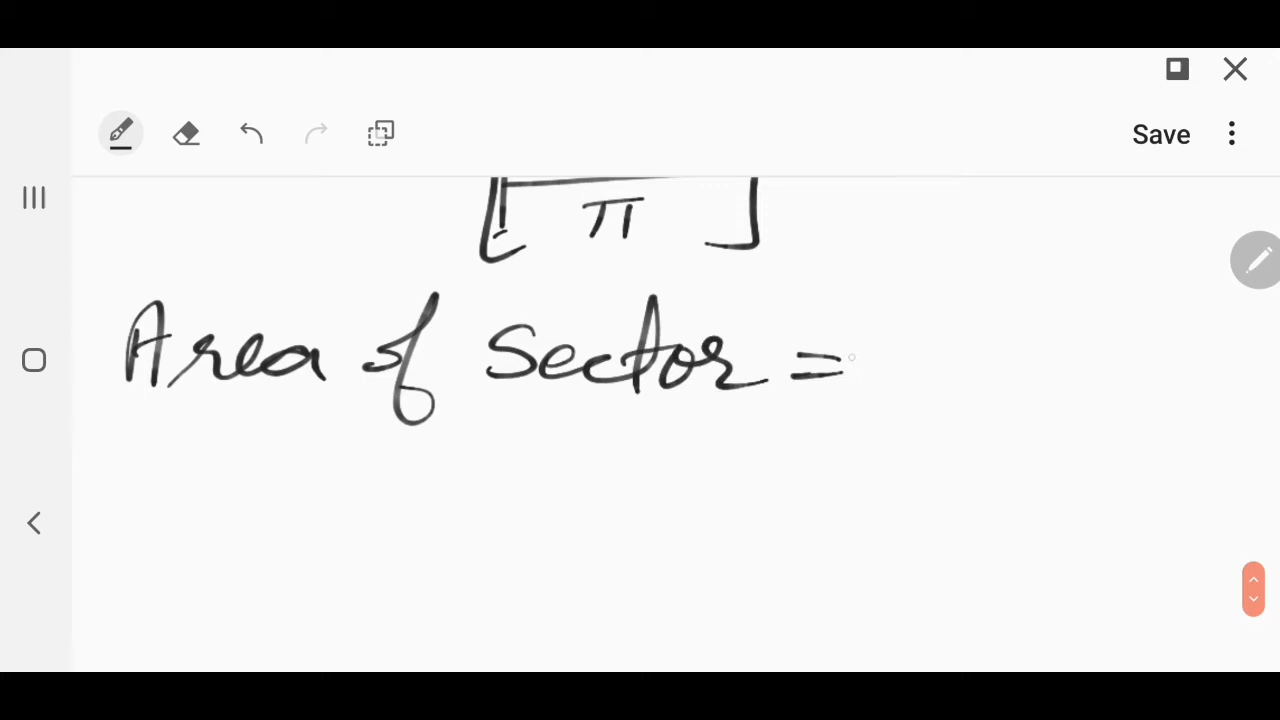 Save
π
Area of Sector =